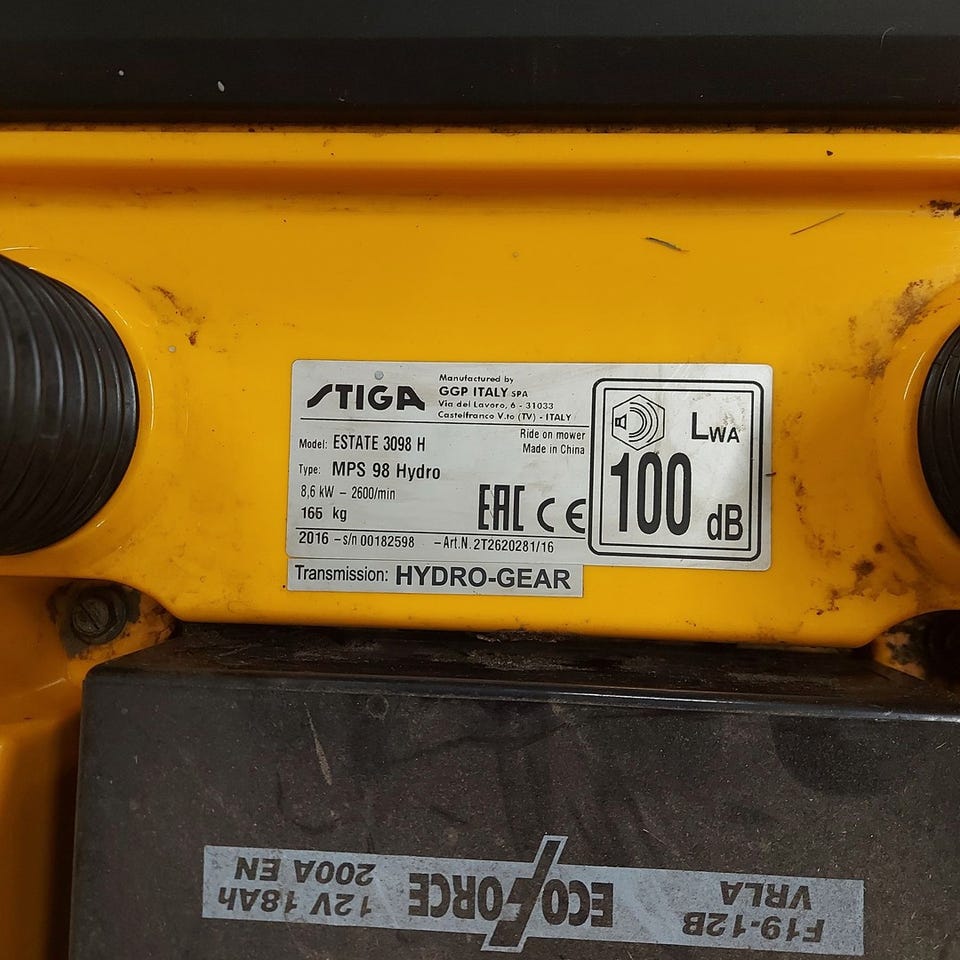 STIGA
Manufactured by
GGP ITALY SPA
Via del Lavoro, 6 - 31033
Castelfranco V.to (TV) - ITALY
Ride on mower
Made in China
Model: ESTATE 3098 H
Type: MPS 98 Hydro
8,6 kW - 2600/min
165 kg
EAC CE
2016 - s/n 00182598 - Art.N. 2T2620281/16
LWA
100 dB
Transmission: HYDRO-GEAR
F19-12B
VRLA
ECOFORCE
12V 18Ah
200A EN